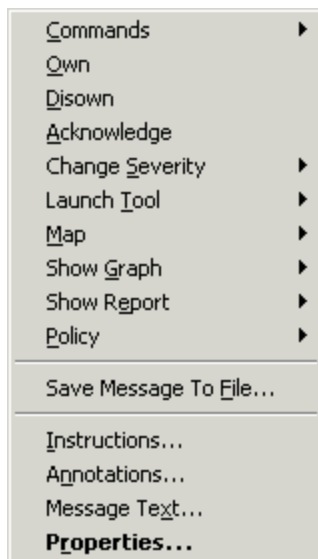 Commands
Own
Disown
Acknowledge
Change Severity
Launch Tool
Map
Show Graph
Show Report
Policy
Save Message To File...
Instructions...
Annotations...
Message Text...
Properties...